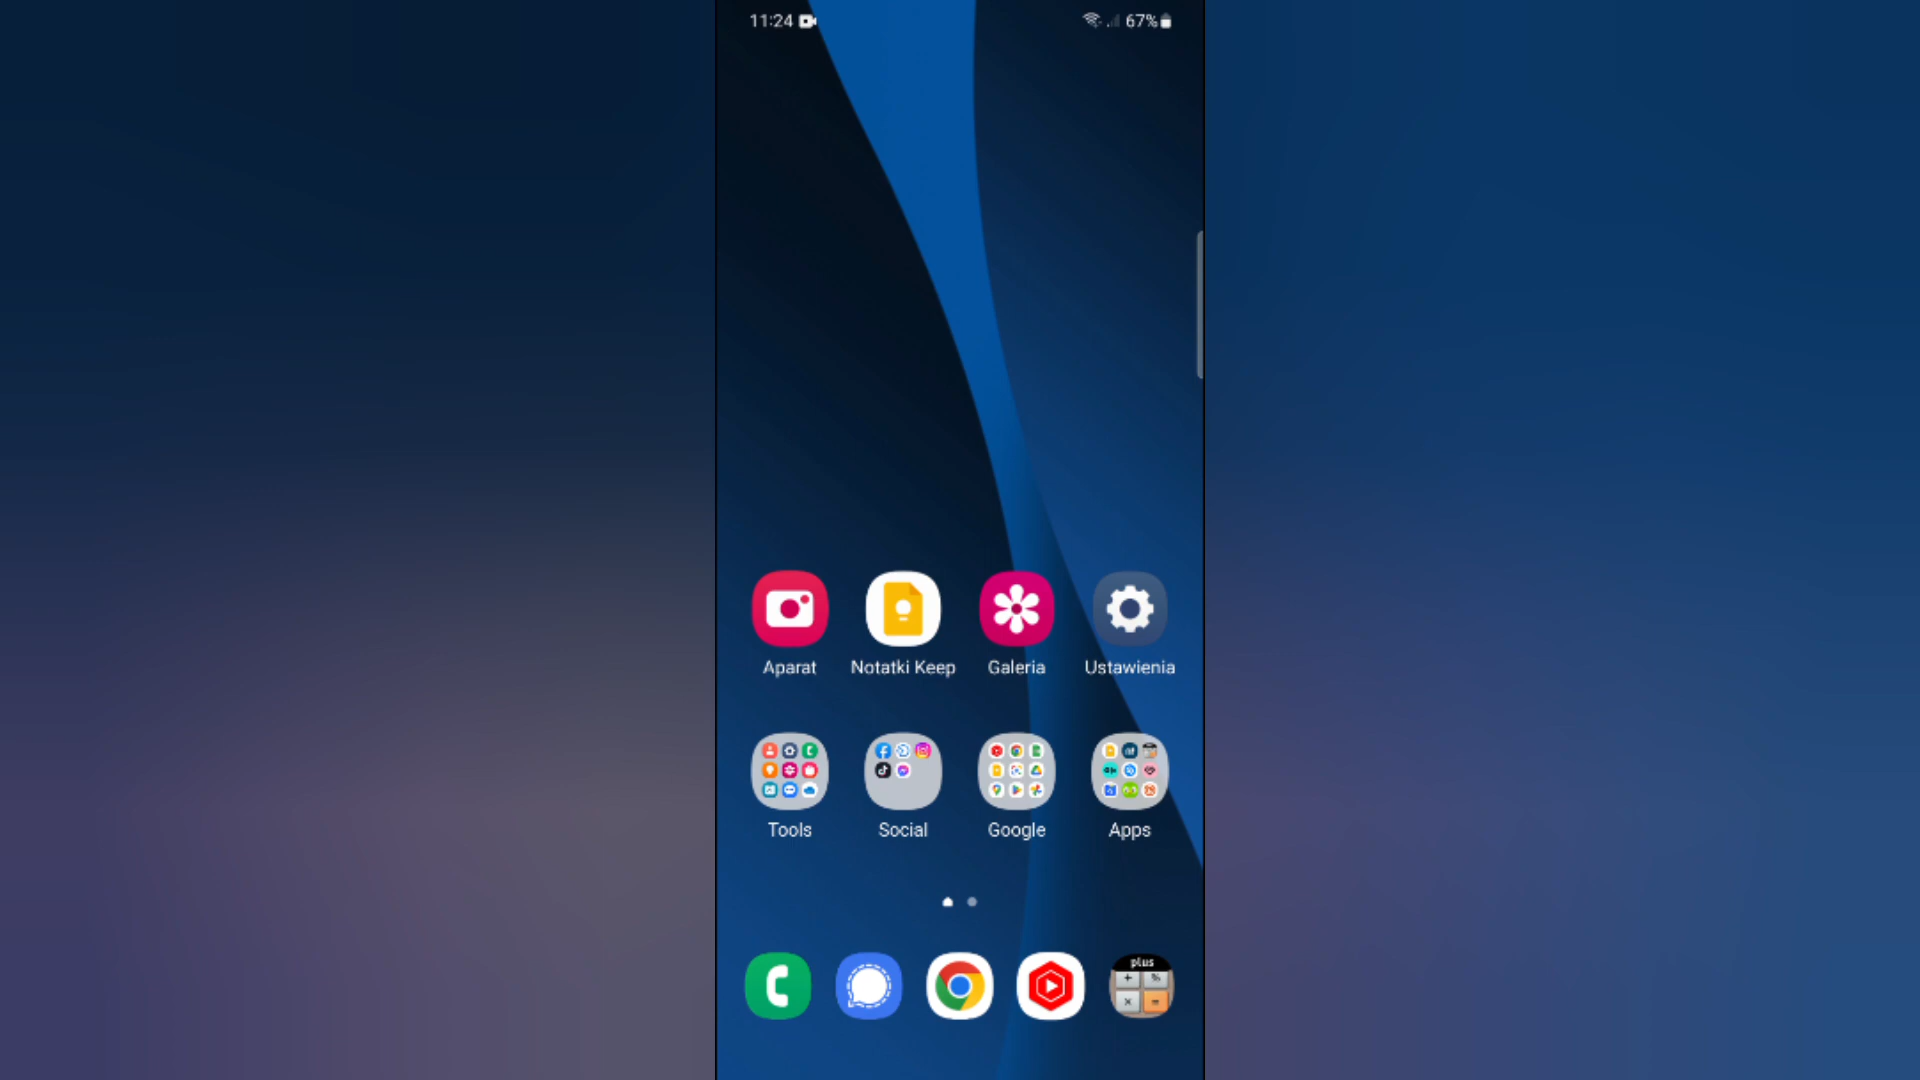 11:24
67%
Aparat
Notatki Keep
Galeria
Ustawienia
Tools
Social
Google
Apps
plus